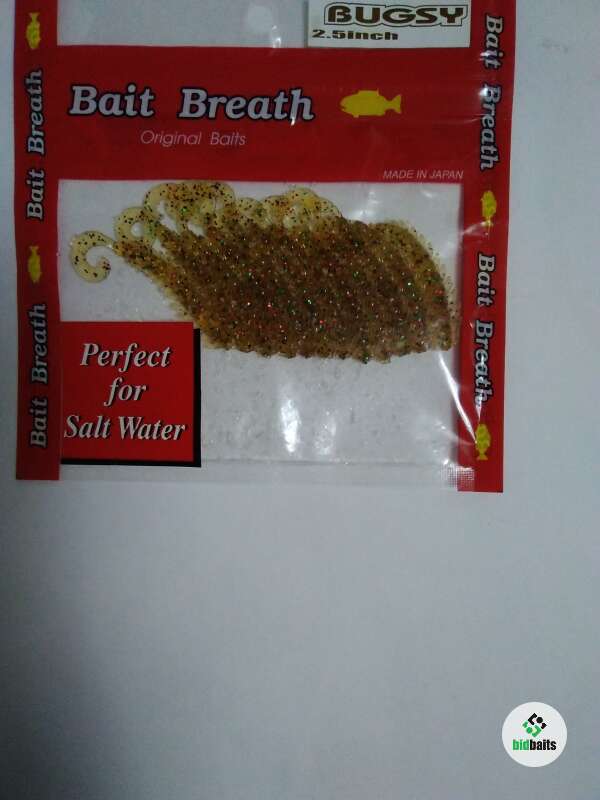 BUGSY
2.5inch
Bait Breath
Original Baits
MADE IN JAPAN
Bait Breath
Bait Breath
Bait Breath
Bait Breath
Perfect
for
Salt Water
bidbaits